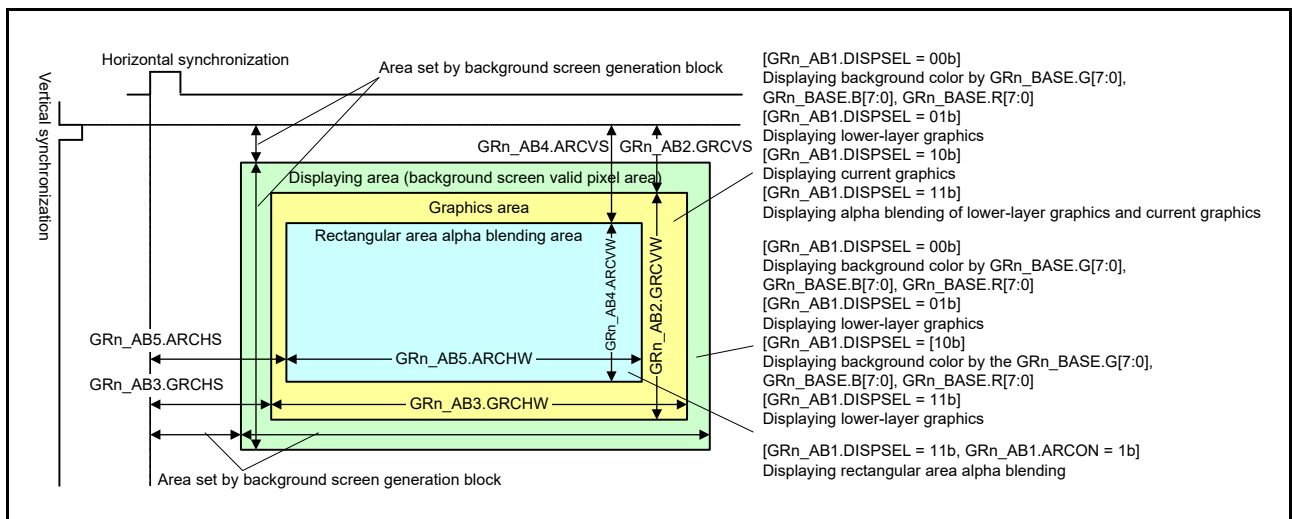 Horizontal synchronization
Vertical synchronization
Area set by background screen generation block
GRn_AB4.ARCVS
GRn_AB2.GRCVS
Displaying area (background screen valid pixel area)
Graphics area
Rectangular area alpha blending area
GRn_AB4.ARCVW
GRn_AB2.GRCVW
GRn_AB5.ARCHS
GRn_AB5.ARCHW
GRn_AB3.GRCHS
GRn_AB3.GRCHW
Area set by background screen generation block
[GRn_AB1.DISPSEL = 00b]
Displaying background color by GRn_BASE.G[7:0],
GRn_BASE.B[7:0], GRn_BASE.R[7:0]
[GRn_AB1.DISPSEL = 01b]
Displaying lower-layer graphics
[GRn_AB1.DISPSEL = 10b]
Displaying current graphics
[GRn_AB1.DISPSEL = 11b]
Displaying alpha blending of lower-layer graphics and current graphics
[GRn_AB1.DISPSEL = 00b]
Displaying background color by GRn_BASE.G[7:0],
GRn_BASE.B[7:0], GRn_BASE.R[7:0]
[GRn_AB1.DISPSEL = 01b]
Displaying lower-layer graphics
[GRn_AB1.DISPSEL = [10b]
Displaying background color by the GRn_BASE.G[7:0],
GRn_BASE.B[7:0], GRn_BASE.R[7:0]
[GRn_AB1.DISPSEL = 11b]
Displaying lower-layer graphics
[GRn_AB1.DISPSEL = 11b, GRn_AB1.ARCON = 1b]
Displaying rectangular area alpha blending